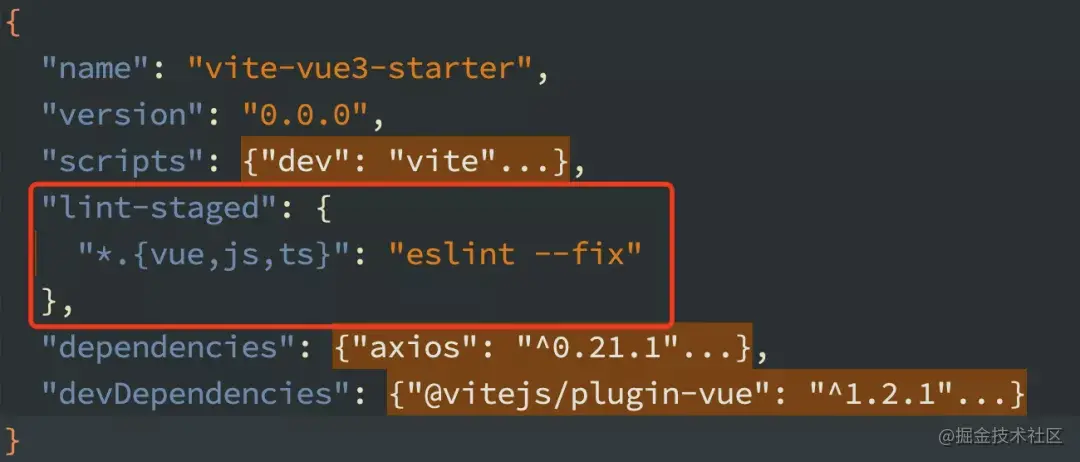 {
"name": "vite-vue3-starter",
"version": "0.0.0",
"scripts": {"dev": "vite"...},
"lint-staged": {
"*.{vue,js,ts}": "eslint --fix"
},
"dependencies": {"axios": "^0.21.1"...},
"devDependencies": {"@vitejs/plugin-vue": "^1.2.1"...}
}
@掘金技术社区